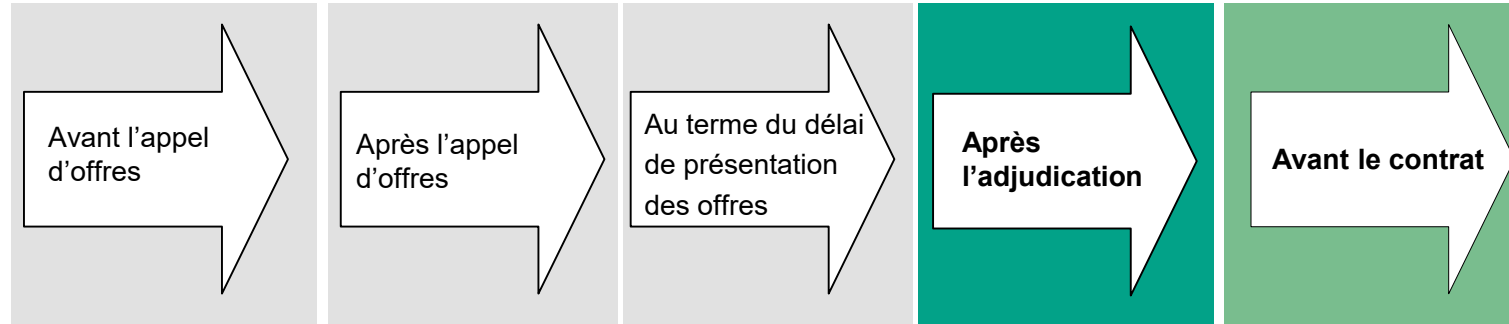 Avant l’appel
d’offres
Après l’appel
d’offres
Au terme du délai
de présentation
des offres
Après
l’adjudication
Avant le contrat